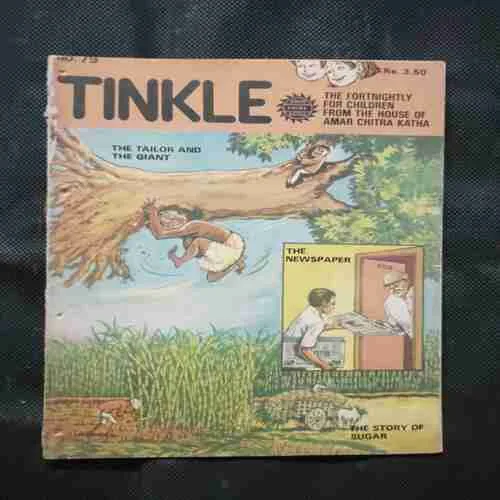 NO. 79
Rs. 3.50
TINKLE
THE FORTNIGHTLY
FOR CHILDREN
FROM THE HOUSE OF
AMAR CHITRA KATHA
THE TAILOR AND
THE GIANT
THE
NEWSPAPER
THE STORY OF
SUGAR